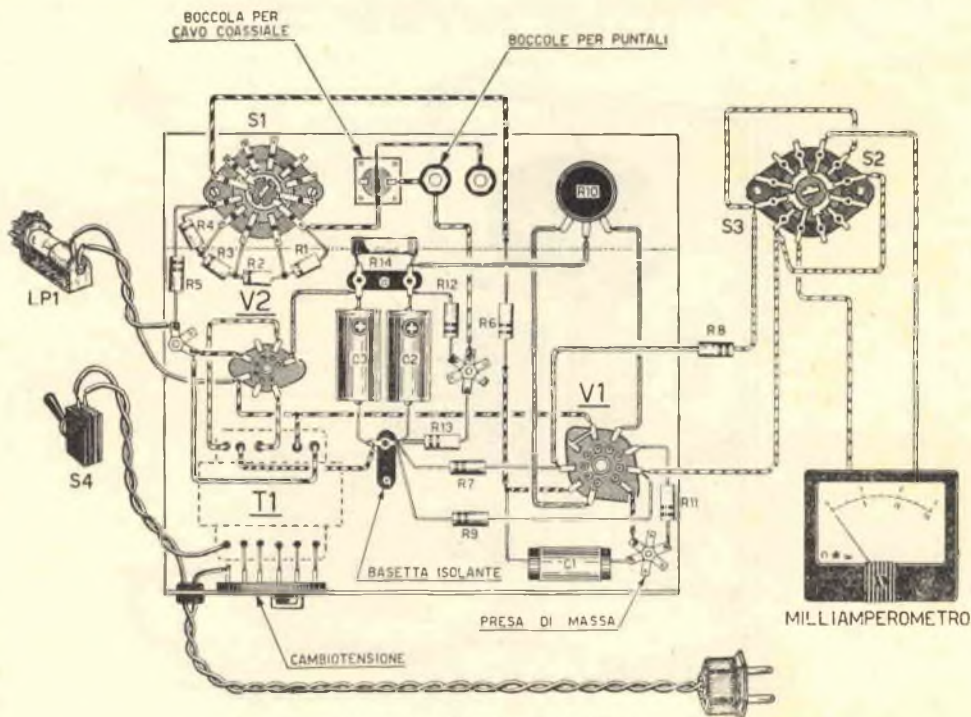 BOCCOLA PER
CAVO COASSIALE
BOCCOLE PER PUNTALI
S1
S2
R10
S3
R4
R3
R2
R1
R14
R5
R12
R6
LP1
V2
R8
C3
C2
V1
R13
S4
R7
R11
T1
R9
C1
BASETTA ISOLANTE
PRESA DI MASSA
MILLIAMPEROMETRO
CAMBIOTENSIONE